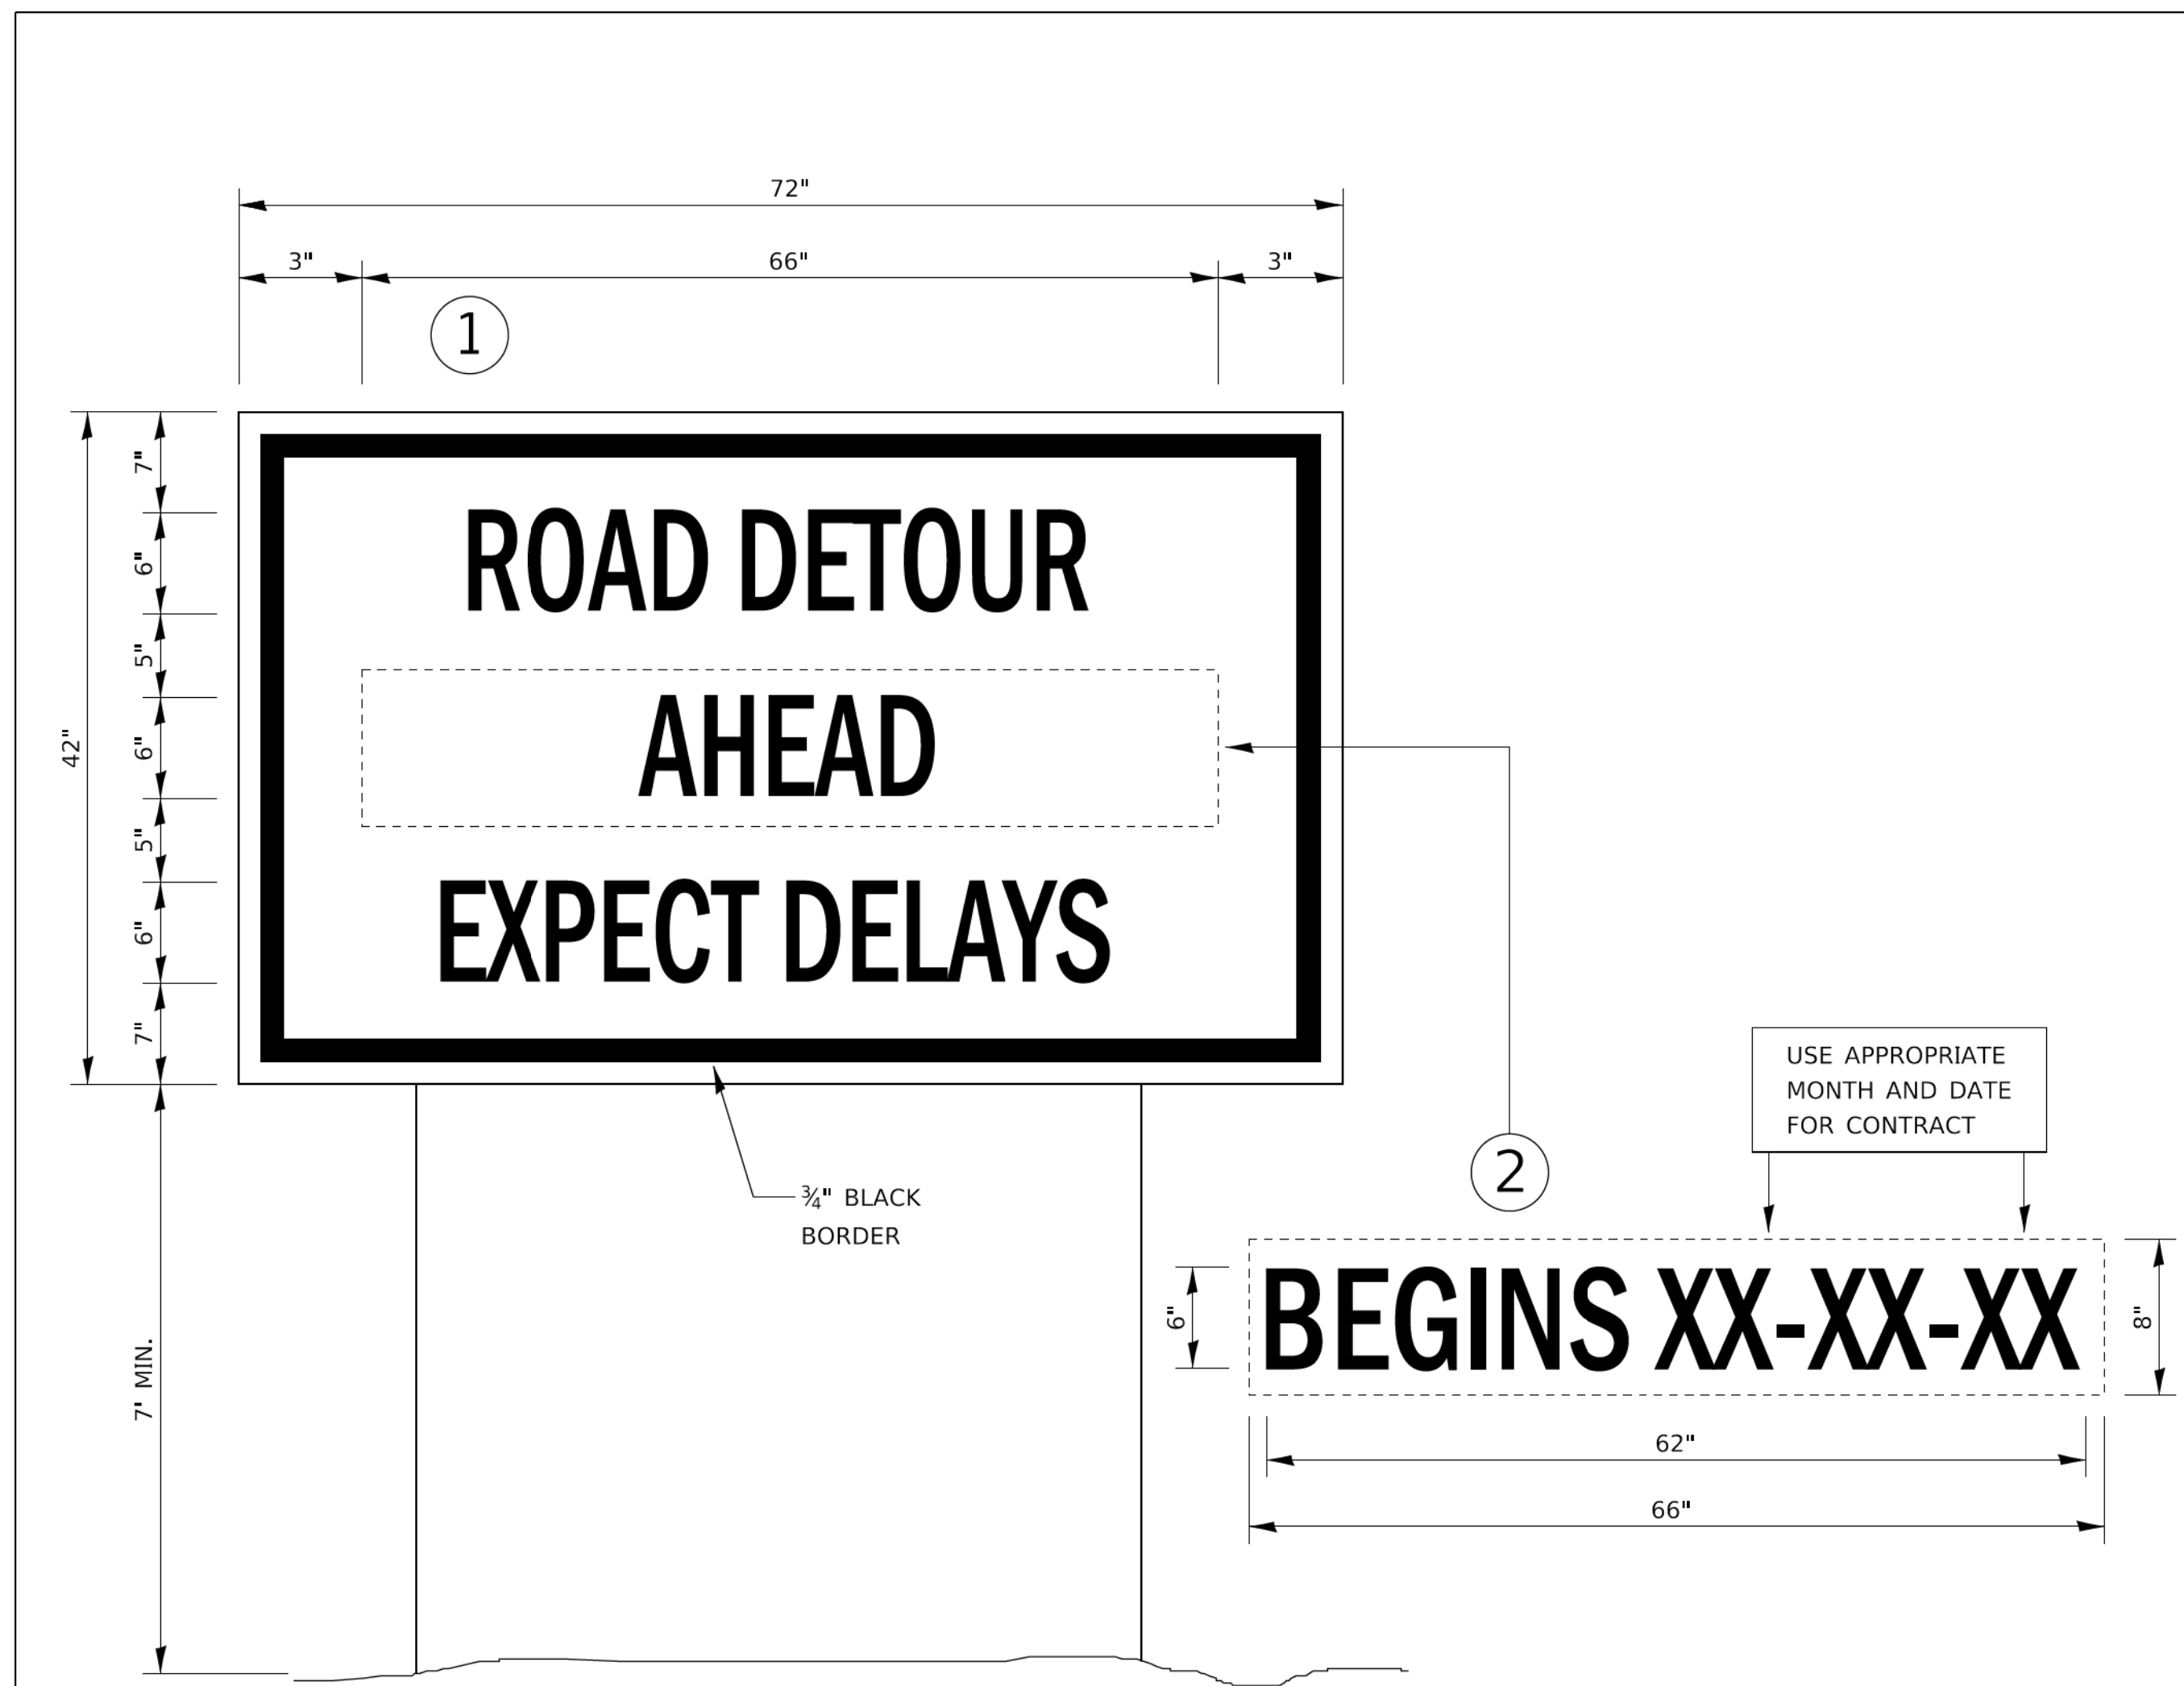 72"
3" 66" 3"
1
7"
6"
5"
6"
5"
6"
7"
42"
7' MIN.
ROAD DETOUR
AHEAD
EXPECT DELAYS
¾" BLACK
BORDER
2
USE APPROPRIATE
MONTH AND DATE
FOR CONTRACT
6"
BEGINS XX-XX-XX
8"
62"
66"